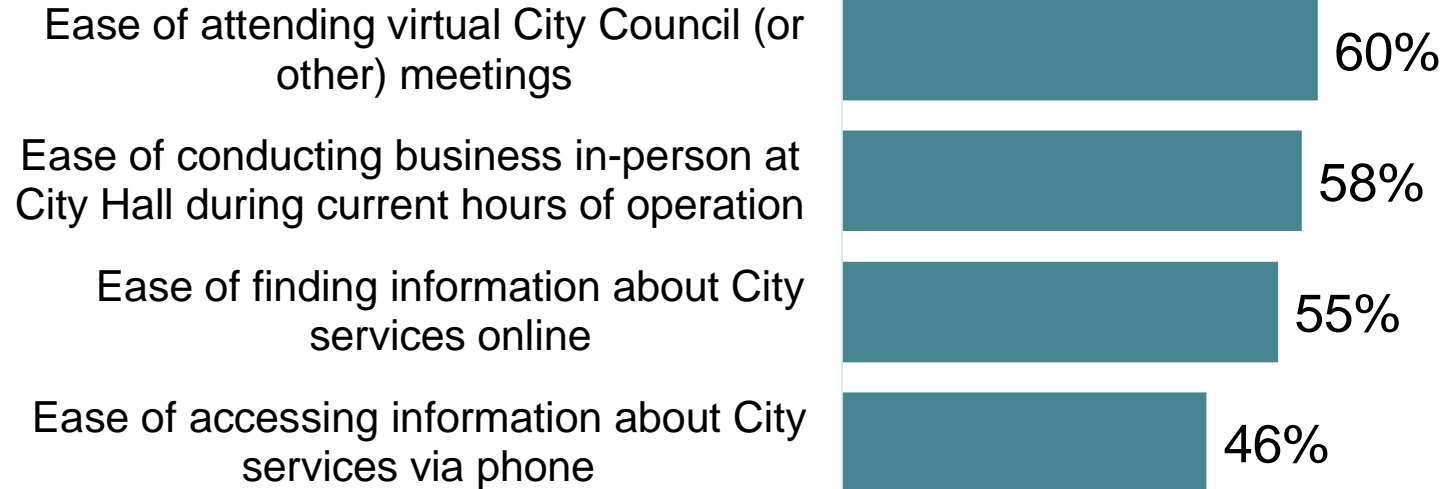 Ease of attending virtual City Council (or
other) meetings
60%
Ease of conducting business in-person at
City Hall during current hours of operation
58%
Ease of finding information about City
services online
55%
Ease of accessing information about City
services via phone
46%